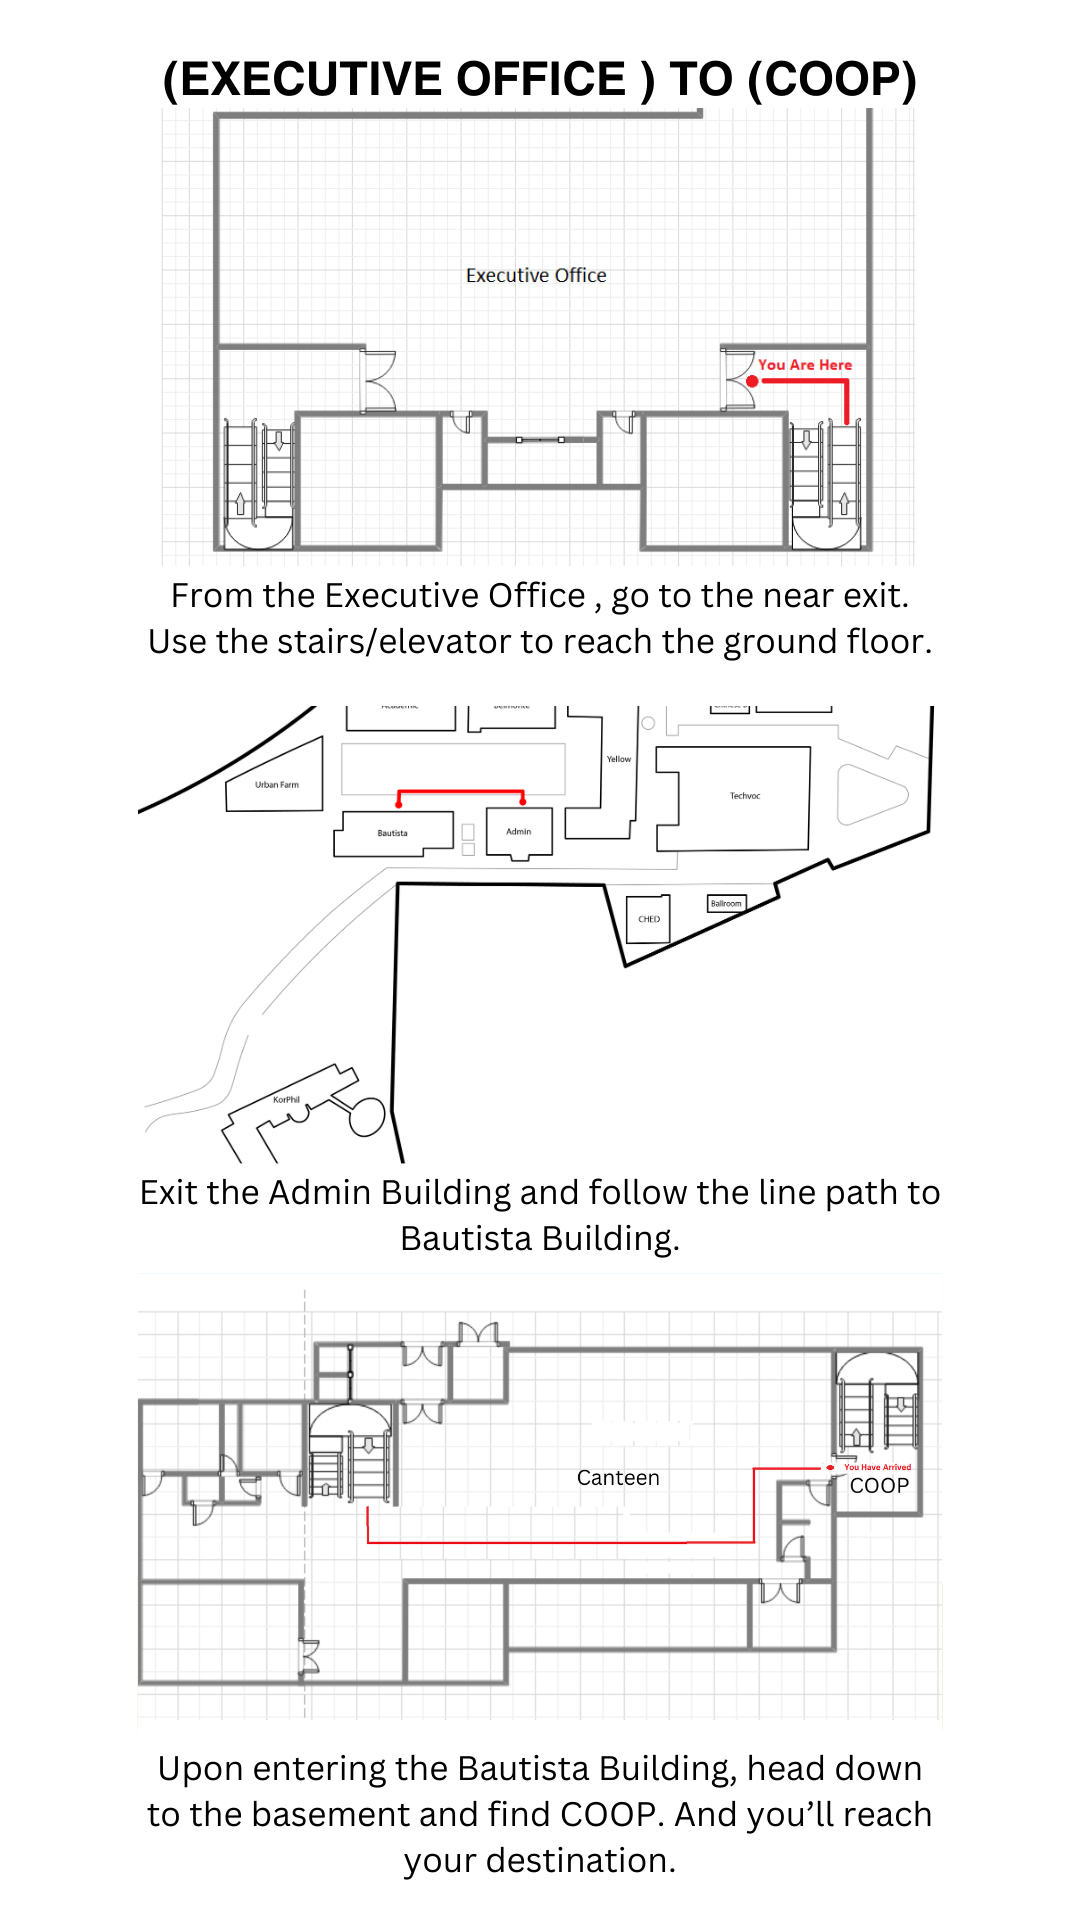 (EXECUTIVE OFFICE ) TO (COOP)
Executive Office
You Are Here
From the Executive Office , go to the near exit.
Use the stairs/elevator to reach the ground floor.
Academic
Belmonte
Yellow
Urban Farm
Techvoc
Bautista
Admin
CHED
Ballroom
KorPhil
Exit the Admin Building and follow the line path to
Bautista Building.
Canteen
You Have Arrived
COOP
Upon entering the Bautista Building, head down
to the basement and find COOP. And you’ll reach
your destination.